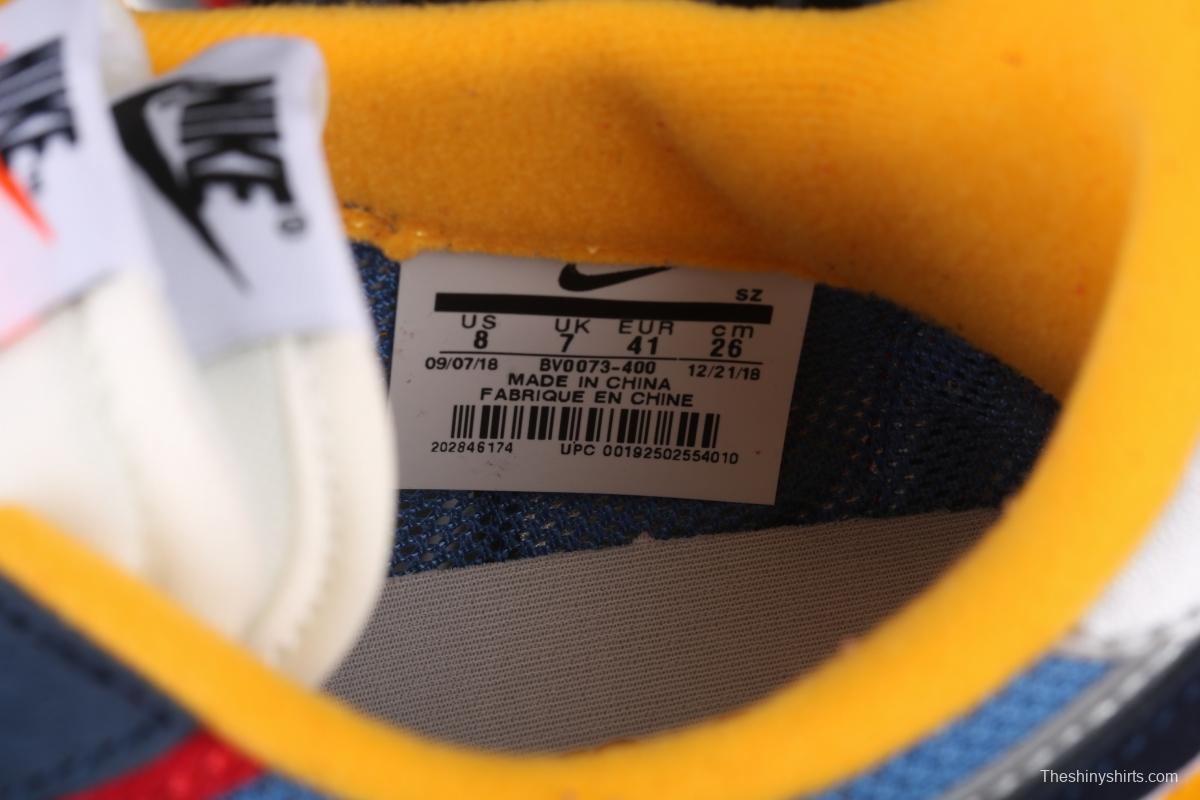 NIKE
NIKE
SZ
US UK EUR cm
8 7 41 26
09/07/18 BV0073-400 12/21/18
MADE IN CHINA
FABRIQUE EN CHINE
202846174 UPC 00192502554010
Theshinyshirts.com